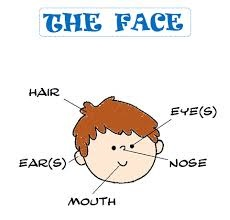 THE FACE
HAIR
EYE(S)
EAR(S)
NOSE
MOUTH